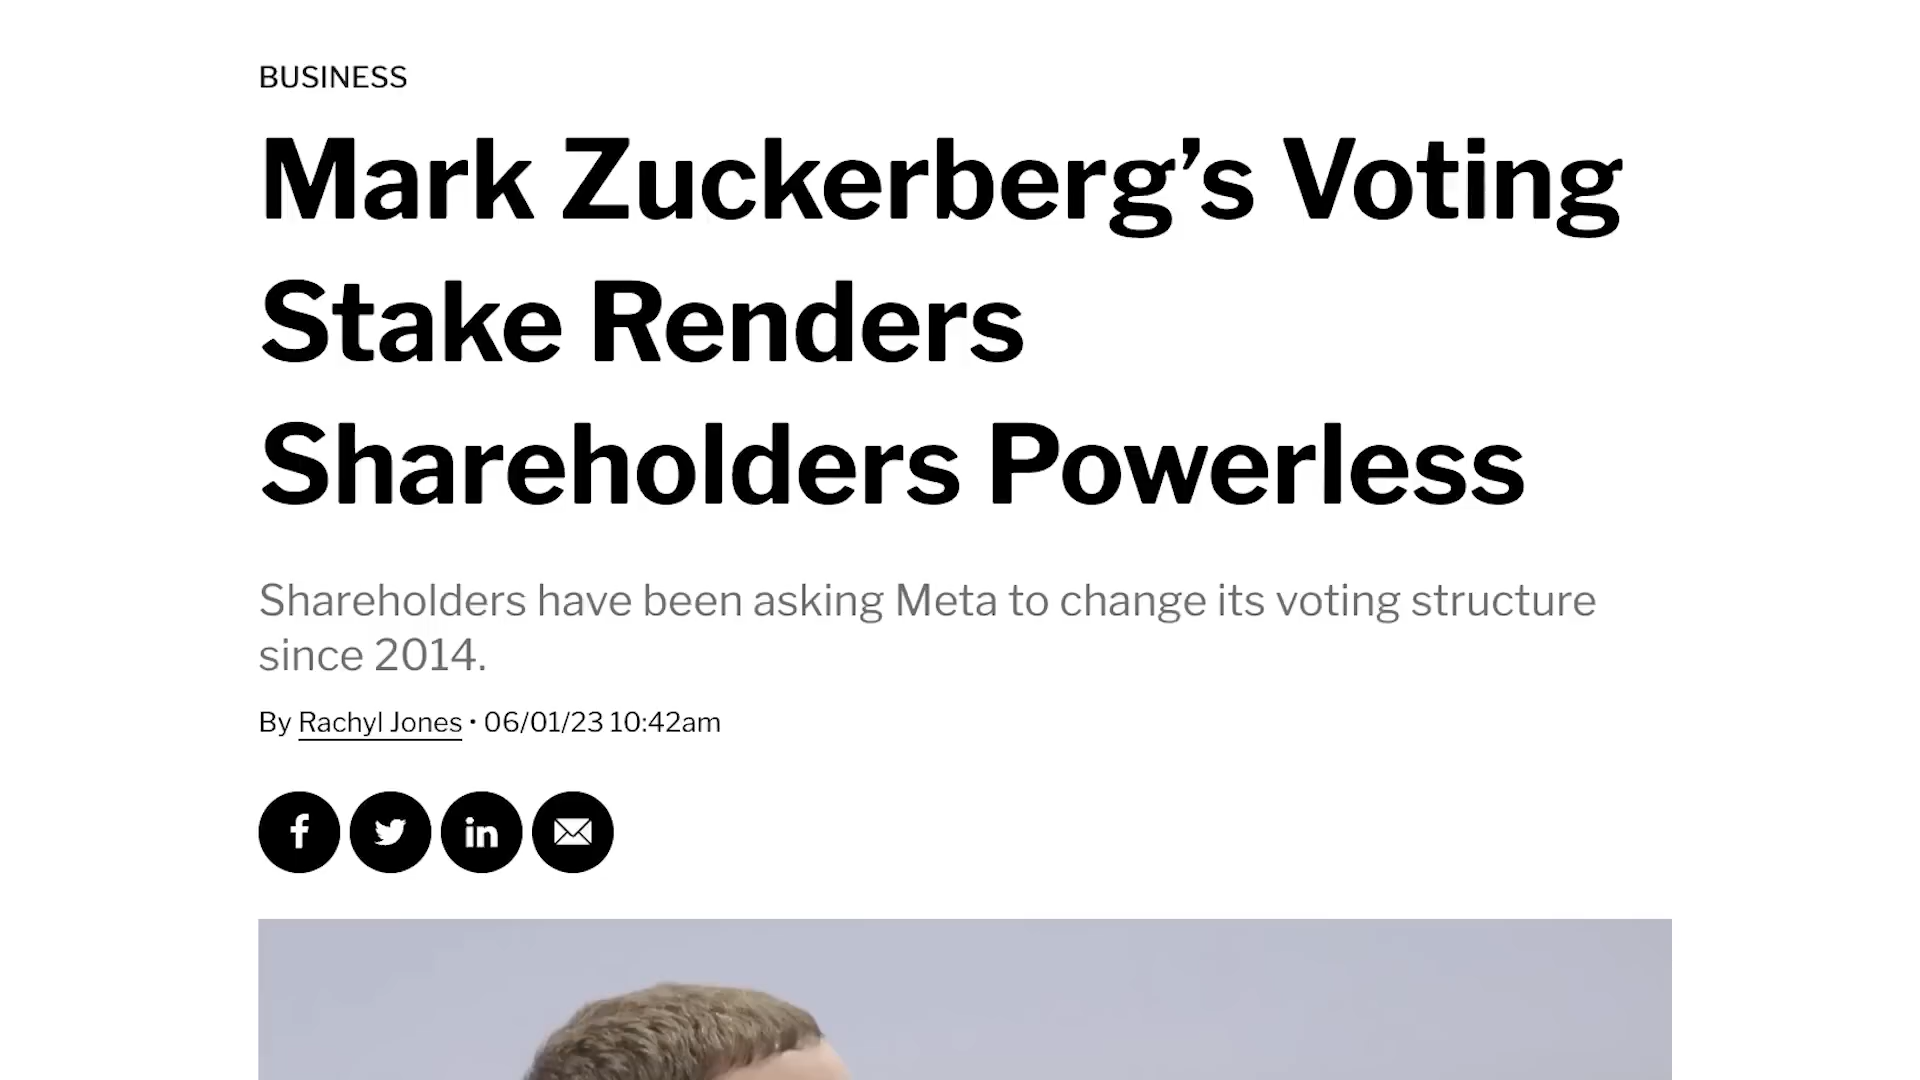 BUSINESS
Mark Zuckerberg’s Voting
Stake Renders
Shareholders Powerless
Shareholders have been asking Meta to change its voting structure
since 2014.
By Rachyl Jones • 06/01/23 10:42am